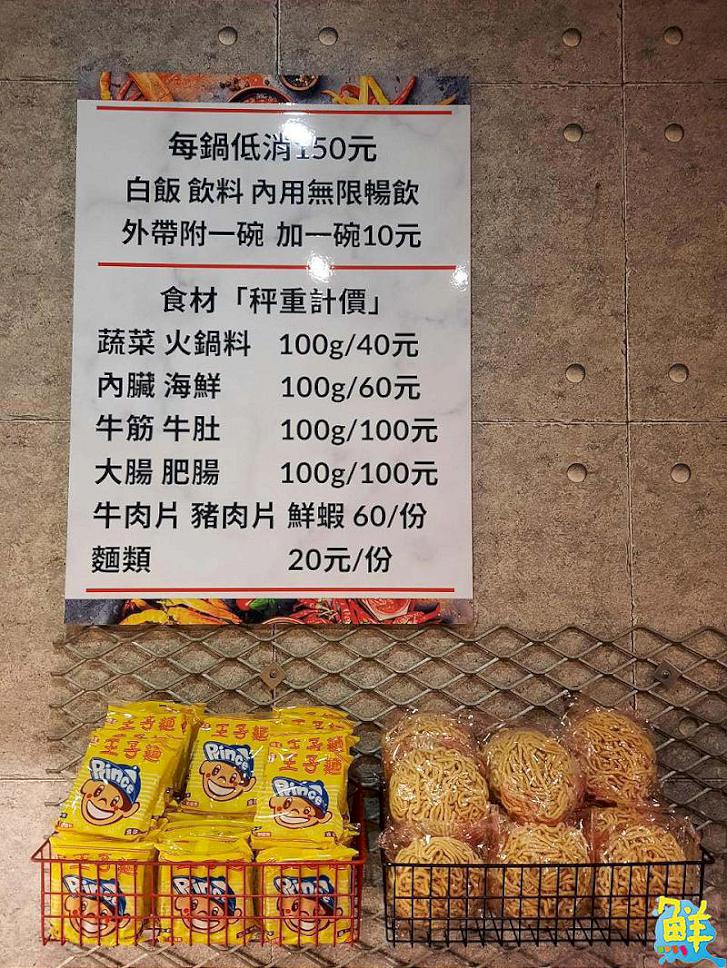 每鍋低消150元
白飯 飲料 內用無限暢飲
外帶附一碗 加一碗10元
食材「秤重計價」
蔬菜 火鍋料 100g/40元
內臟 海鮮 100g/60元
牛筋 牛肚 100g/100元
大腸 肥腸 100g/100元
牛肉片 豬肉片 鮮蝦 60/份
麵類 20元/份
王子麵
王子麵
王子麵
Prince
Prince
Prince
Prince
Prince
Prince
鮮